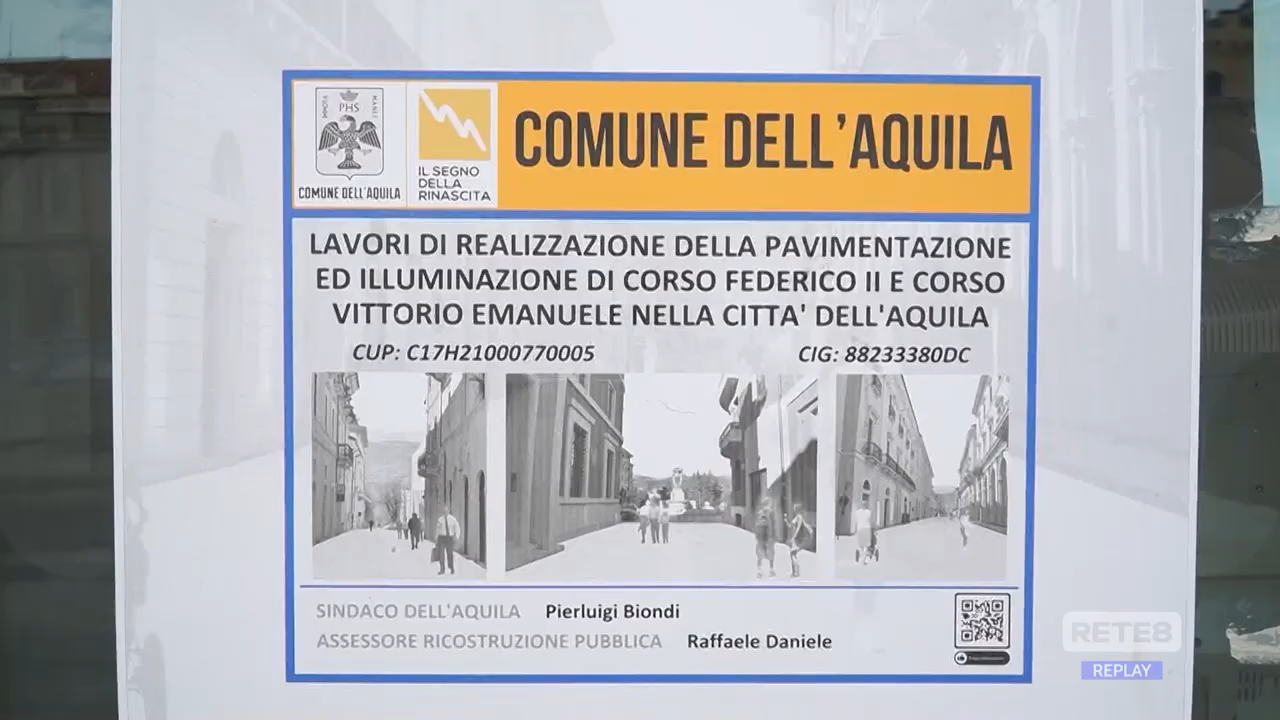 IMMOTA
PHS
MANET
COMUNE DELL'AQUILA
IL SEGNO
DELLA
RINASCITA
COMUNE DELL'AQUILA
LAVORI DI REALIZZAZIONE DELLA PAVIMENTAZIONE
ED ILLUMINAZIONE DI CORSO FEDERICO II E CORSO
VITTORIO EMANUELE NELLA CITTA' DELL'AQUILA
CUP: C17H21000770005 CIG: 88233380DC
SINDACO DELL'AQUILA Pierluigi Biondi
ASSESSORE RICOSTRUZIONE PUBBLICA Raffaele Daniele
RETE8
REPLAY